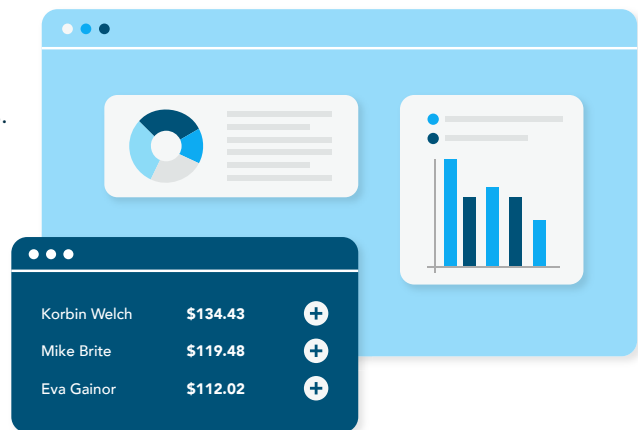 .
Korbin Welch $134.43
Mike Brite $119.48
Eva Gainor $112.02